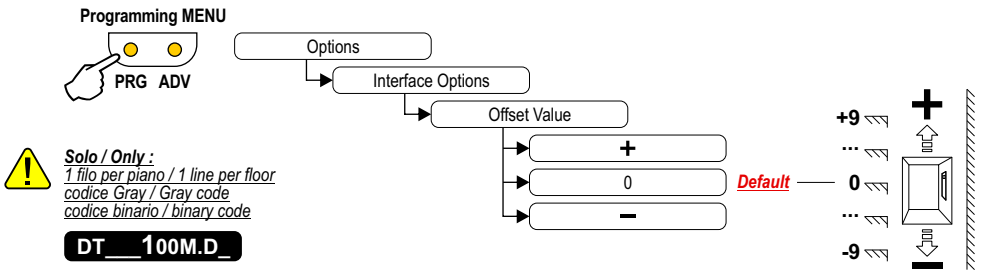 Programming MENU
PRG ADV
Options
Interface Options
Offset Value
+
0
−
Default
+9
...
0
...
-9
+
−
Solo / Only :
1 filo per piano / 1 line per floor
codice Gray / Gray code
codice binario / binary code
DT___100M.D_